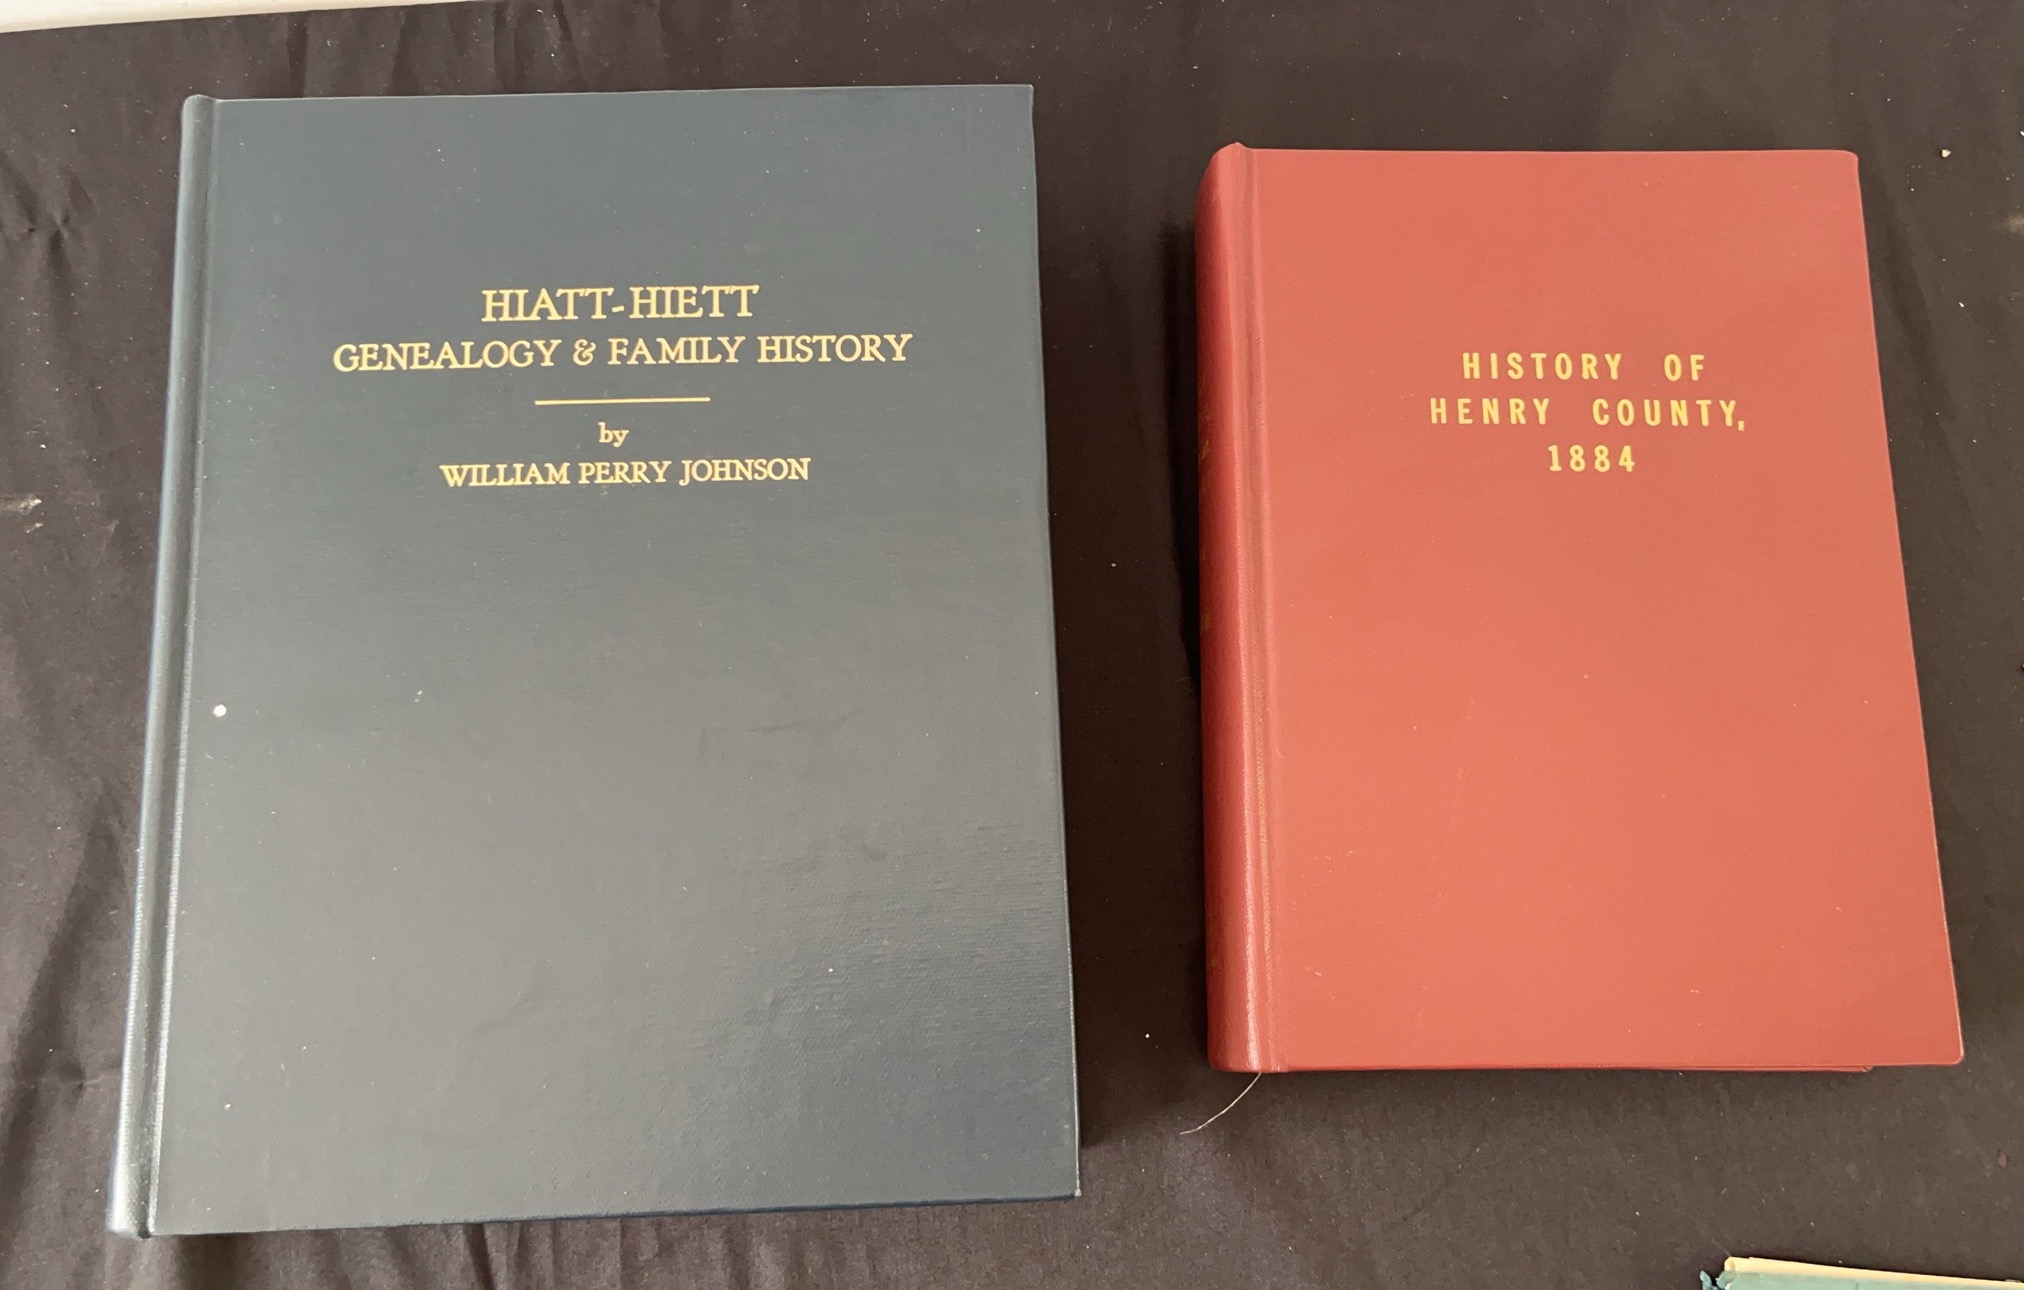 HIATT-HIETT
GENEALOGY & FAMILY HISTORY
by
WILLIAM PERRY JOHNSON
HISTORY OF
HENRY COUNTY,
1884